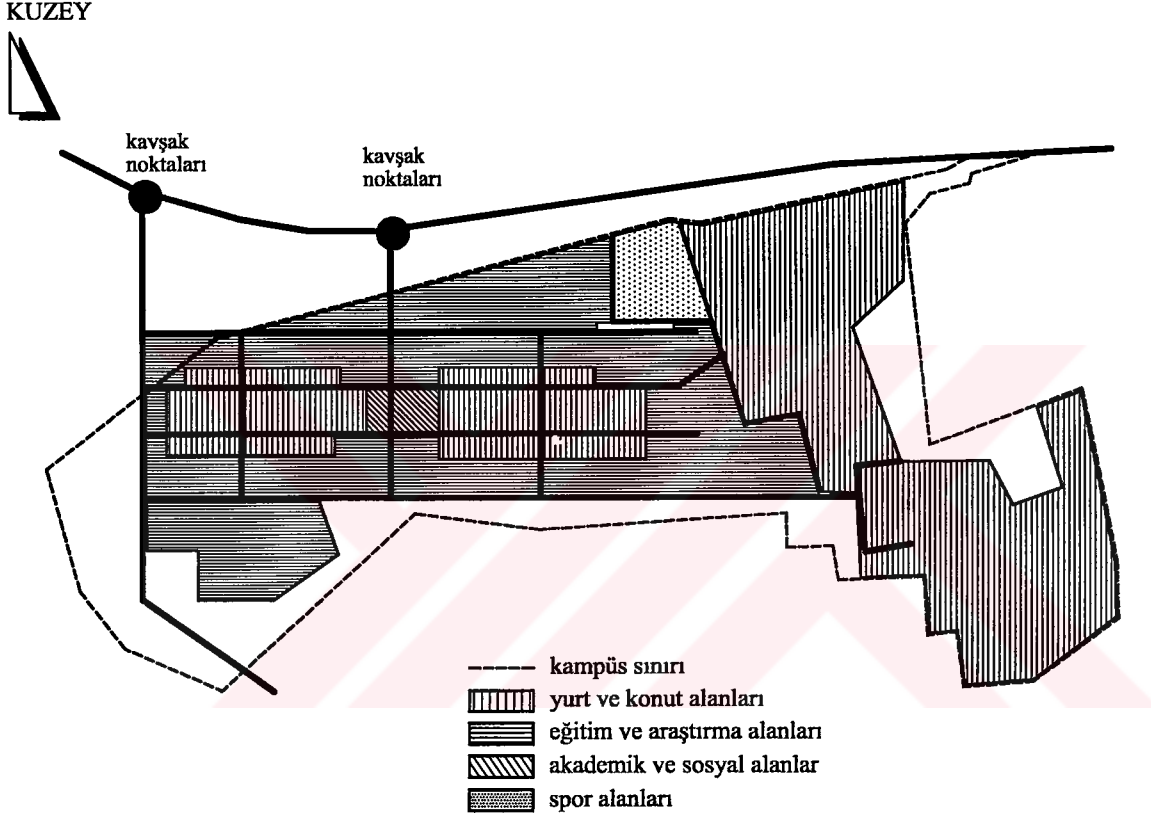 KUZEY
kavşak
noktaları
kavşak
noktaları
kampüs sınırı
yurt ve konut alanları
eğitim ve araştırma alanları
akademik ve sosyal alanlar
spor alanları